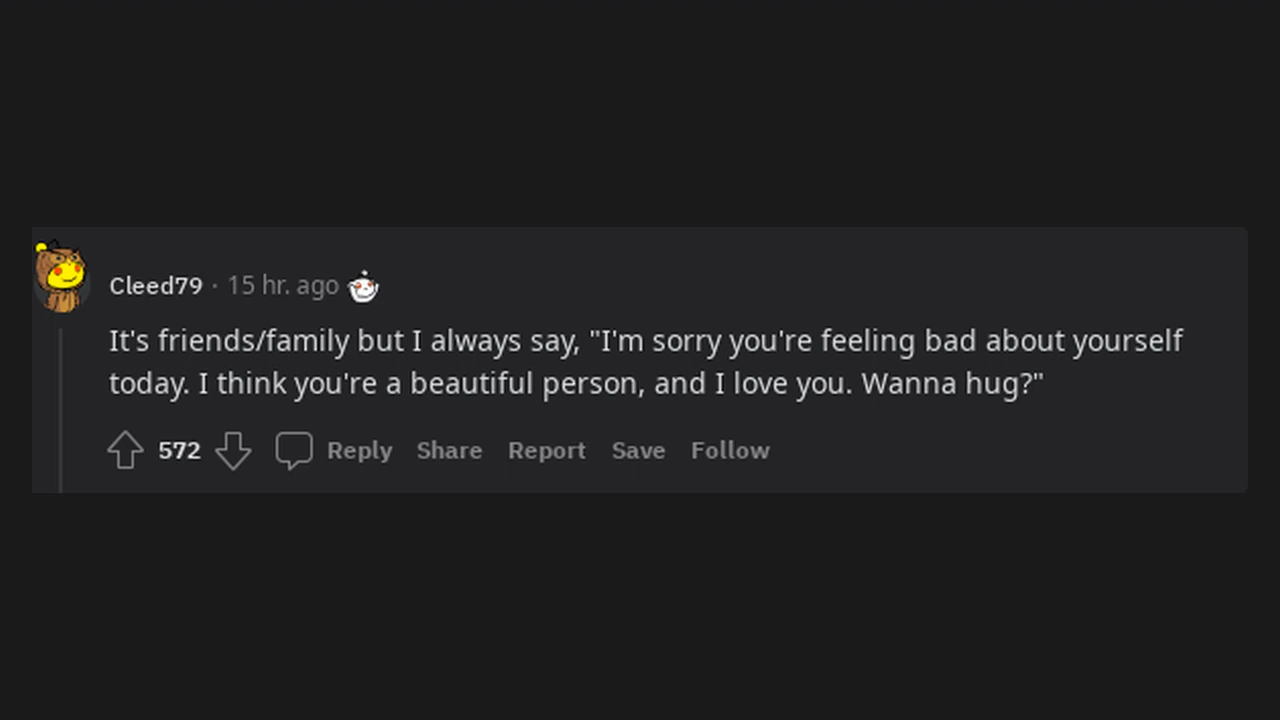 Cleed79 · 15 hr. ago
It's friends/family but I always say, "I'm sorry you're feeling bad about yourself
today. I think you're a beautiful person, and I love you. Wanna hug?"
572 Reply Share Report Save Follow